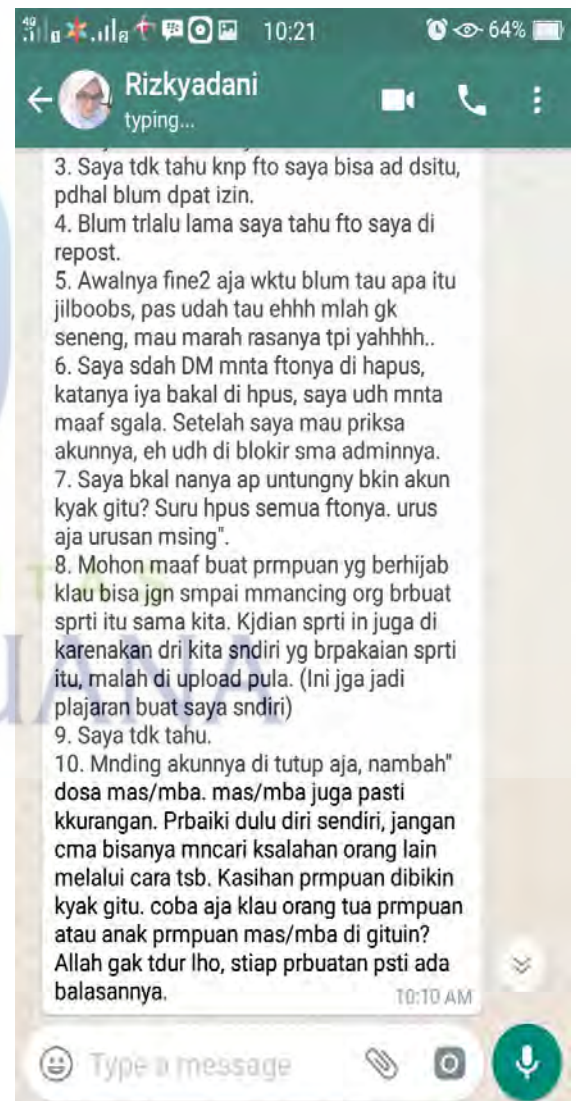 10:21
64%
Rizkyadani
typing...
3. Saya tdk tahu knp fto saya bisa ad dsitu,
pdhal blum dpat izin.
4. Blum trlalu lama saya tahu fto saya di
repost.
5. Awalnya fine2 aja wktu blum tau apa itu
jilboobs, pas udah tau ehhh mlah gk
seneng, mau marah rasanya tpi yahhhh..
6. Saya sdah DM mnta ftonya di hapus,
katanya iya bakal di hpus, saya udh mnta
maaf sgala. Setelah saya mau priksa
akunnya, eh udh di blokir sma adminnya.
7. Saya bkal nanya ap untungny bkin akun
kyak gitu? Suru hpus semua ftonya. urus
aja urusan msing".
8. Mohon maaf buat prmpuan yg berhijab
klau bisa jgn smpai mmancing org brbuat
sprti itu sama kita. Kjdian sprti in juga di
karenakan dri kita sndiri yg brpakaian sprti
itu, malah di upload pula. (Ini jga jadi
plajaran buat saya sndiri)
9. Saya tdk tahu.
10. Mnding akunnya di tutup aja, nambah"
dosa mas/mba. mas/mba juga pasti
kkurangan. Prbaiki dulu diri sendiri, jangan
cma bisanya mncari ksalahan orang lain
melalui cara tsb. Kasihan prmpuan dibikin
kyak gitu. coba aja klau orang tua prmpuan
atau anak prmpuan mas/mba di gituin?
Allah gak tdur lho, stiap prbuatan psti ada
balasannya.
10:10 AM
Type a message